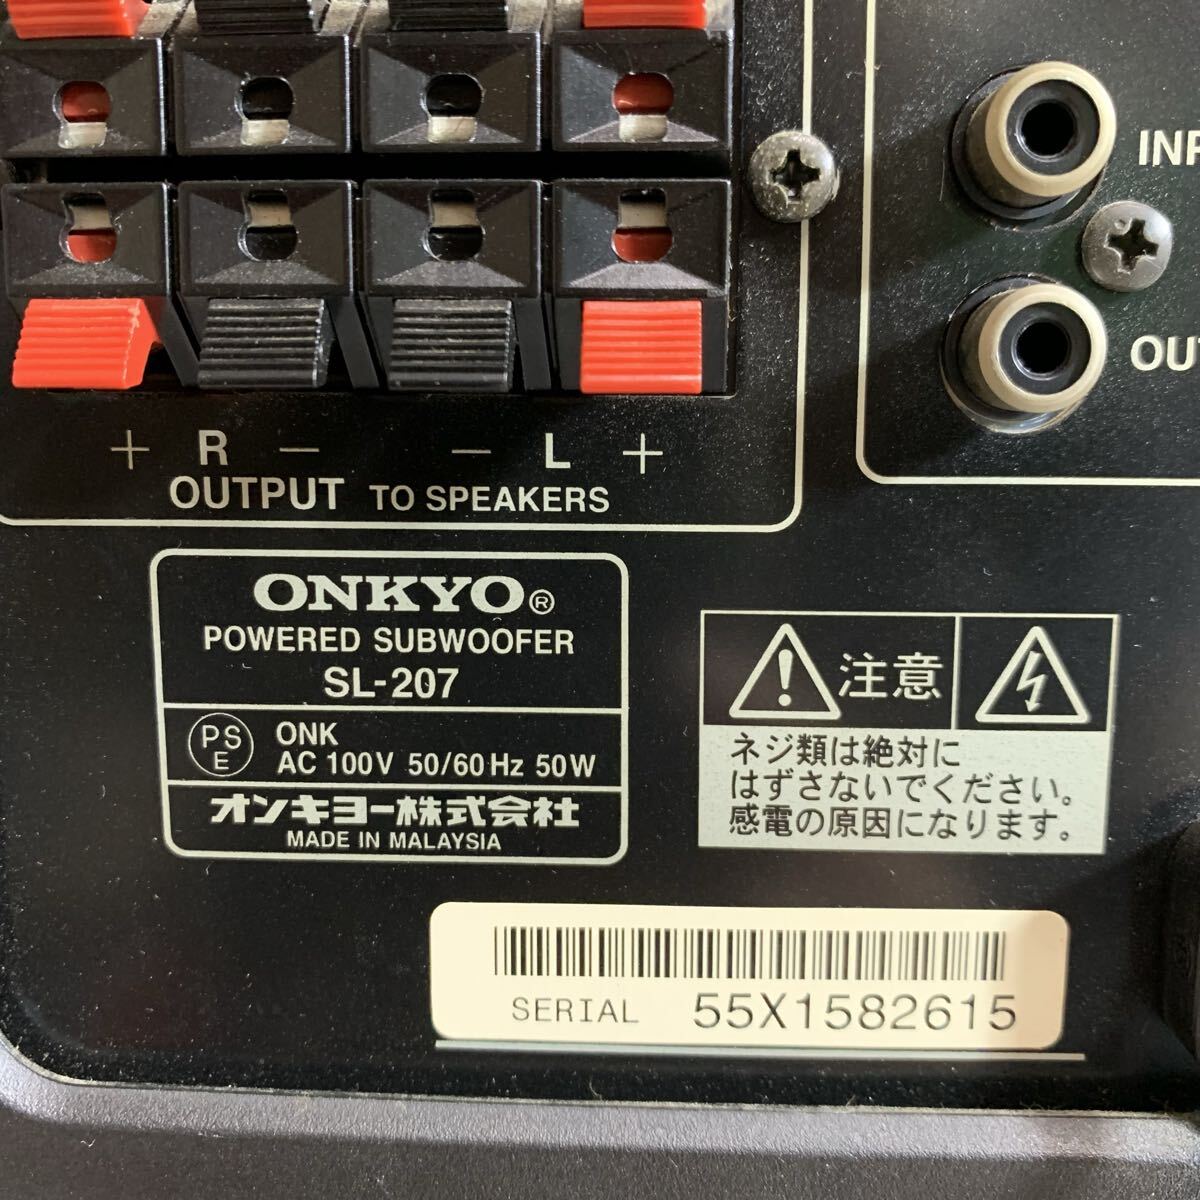 + R − − L +
OUTPUT TO SPEAKERS
ONKYO®
POWERED SUBWOOFER
SL-207
PSE
ONK
AC 100V 50/60 Hz 50W
オンキヨー株式会社
MADE IN MALAYSIA
INP
OUT
注意
ネジ類は絶対に
はずさないでください。
感電の原因になります。
SERIAL 55X1582615